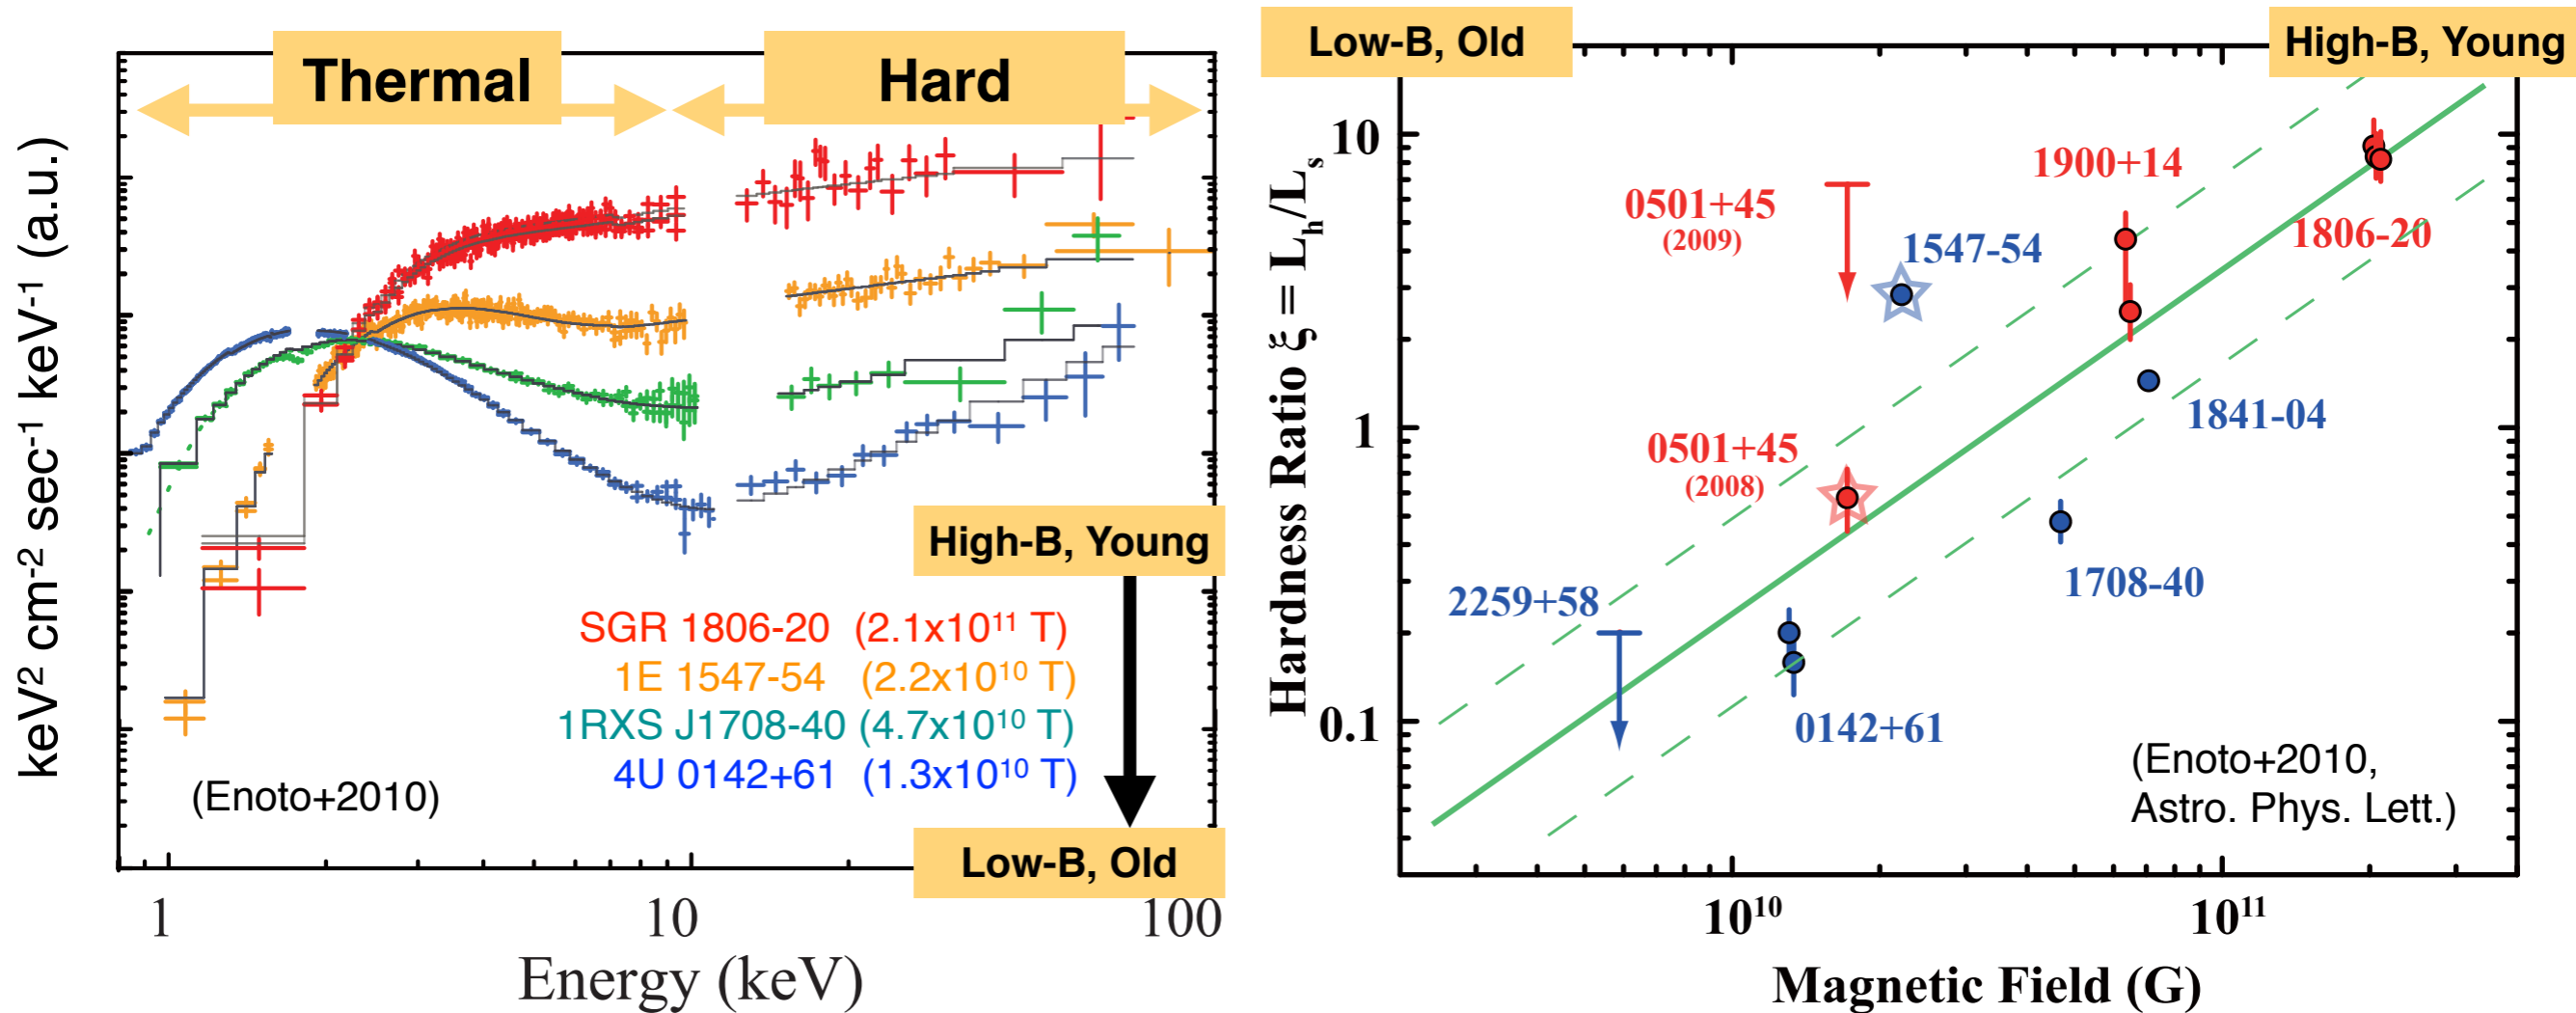 Thermal
Hard
keV² cm⁻² sec⁻¹ keV⁻¹ (a.u.)
High-B, Young
SGR 1806-20 (2.1x10¹¹ T)
1E 1547-54 (2.2x10¹⁰ T)
1RXS J1708-40 (4.7x10¹⁰ T)
4U 0142+61 (1.3x10¹⁰ T)
(Enoto+2010)
Low-B, Old
1
10
100
Energy (keV)
Low-B, Old
High-B, Young
Hardness Ratio ξ = Lₕ/Lₛ
10
1
0.1
1900+14
0501+45
(2009)
1547-54
1806-20
1841-04
0501+45
(2008)
1708-40
2259+58
0142+61
(Enoto+2010,
Astro. Phys. Lett.)
10¹⁰
10¹¹
Magnetic Field (G)